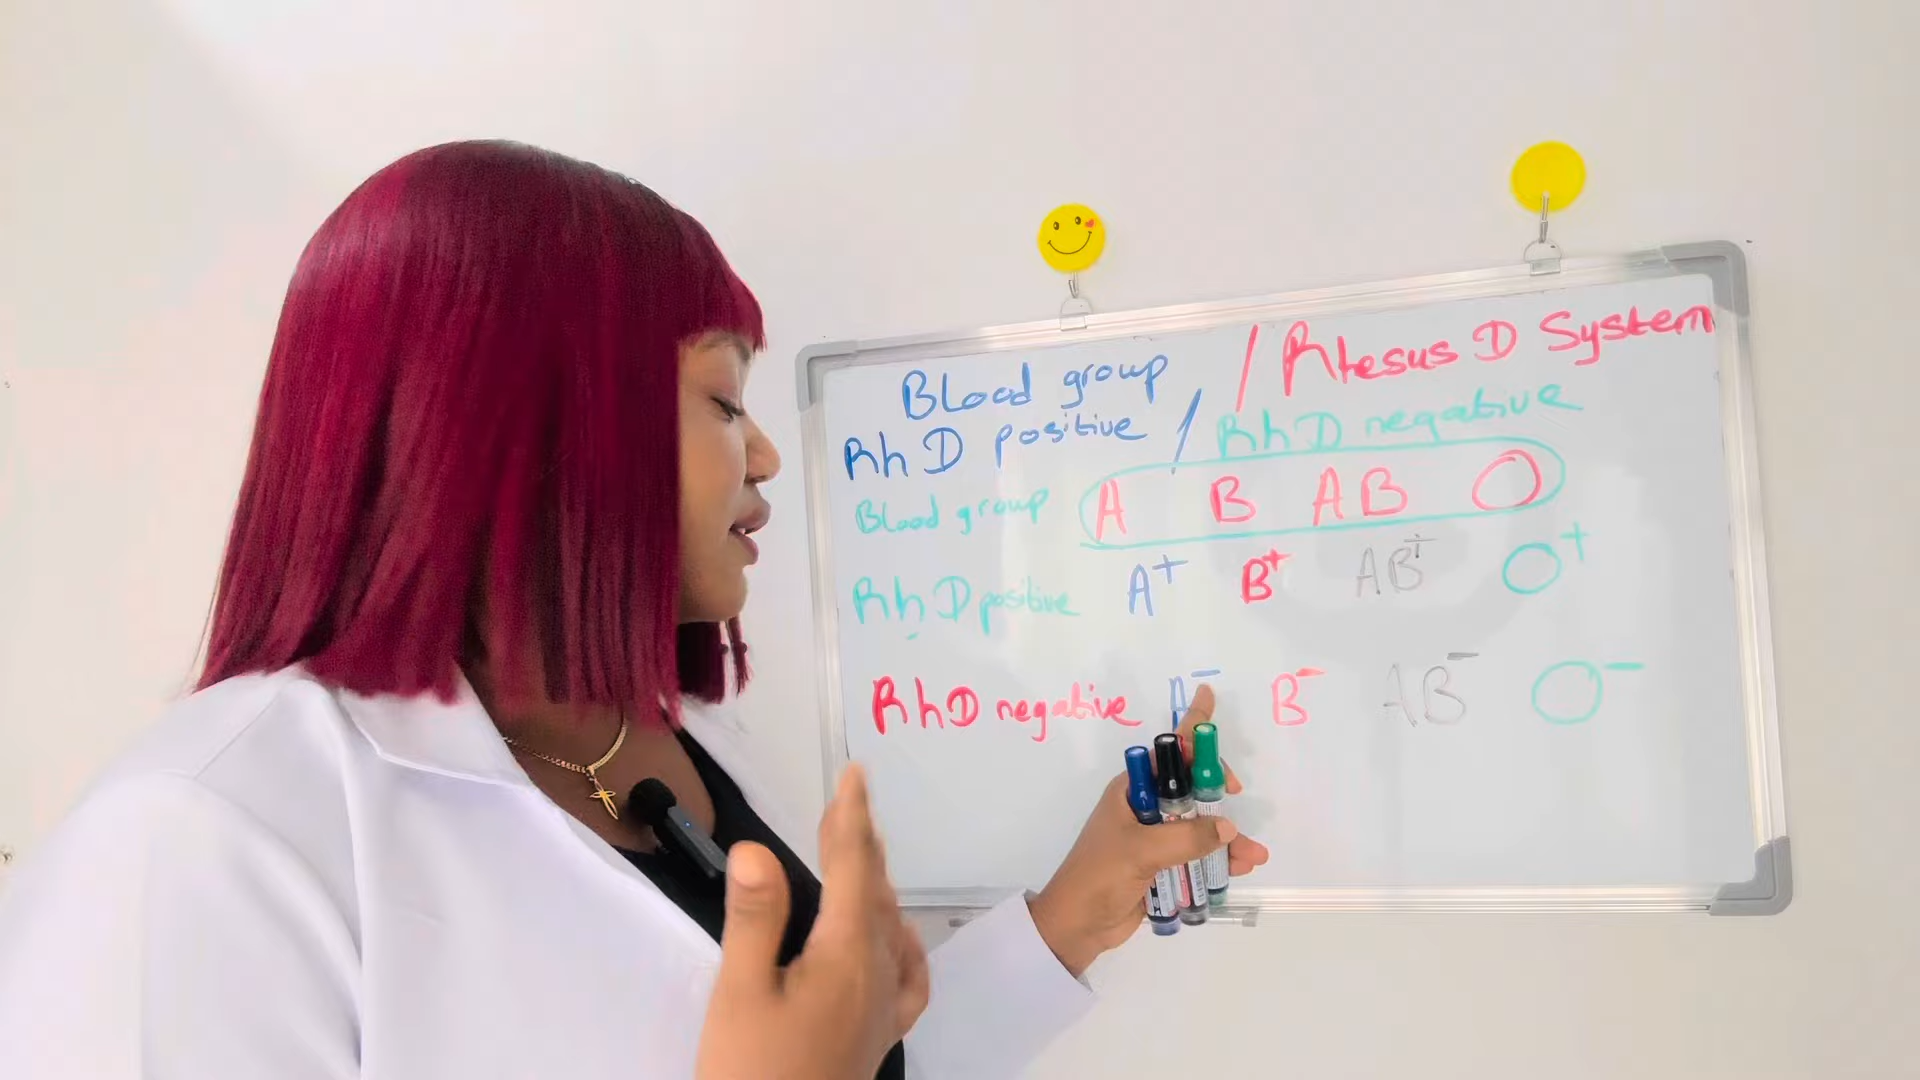 Blood group / Rhesus D System
RhD positive / RhD negative
Blood group A B AB O
RhD positive A+ B+ AB+ O+
RhD negative A- B- AB- O-